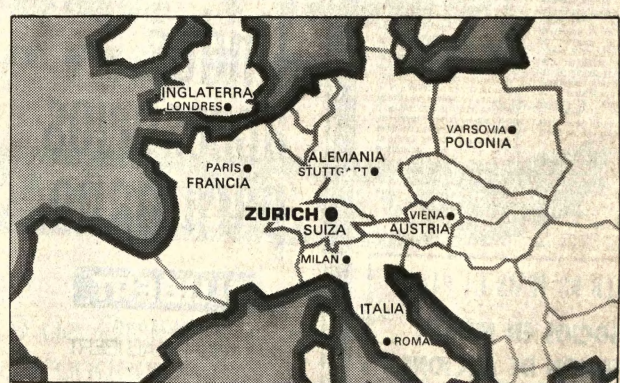 INGLATERRA
LONDRES
VARSOVIA
POLONIA
ALEMANIA
STUTTGART
PARIS
FRANCIA
ZURICH
SUIZA
VIENA
AUSTRIA
MILAN
ITALIA
ROMA